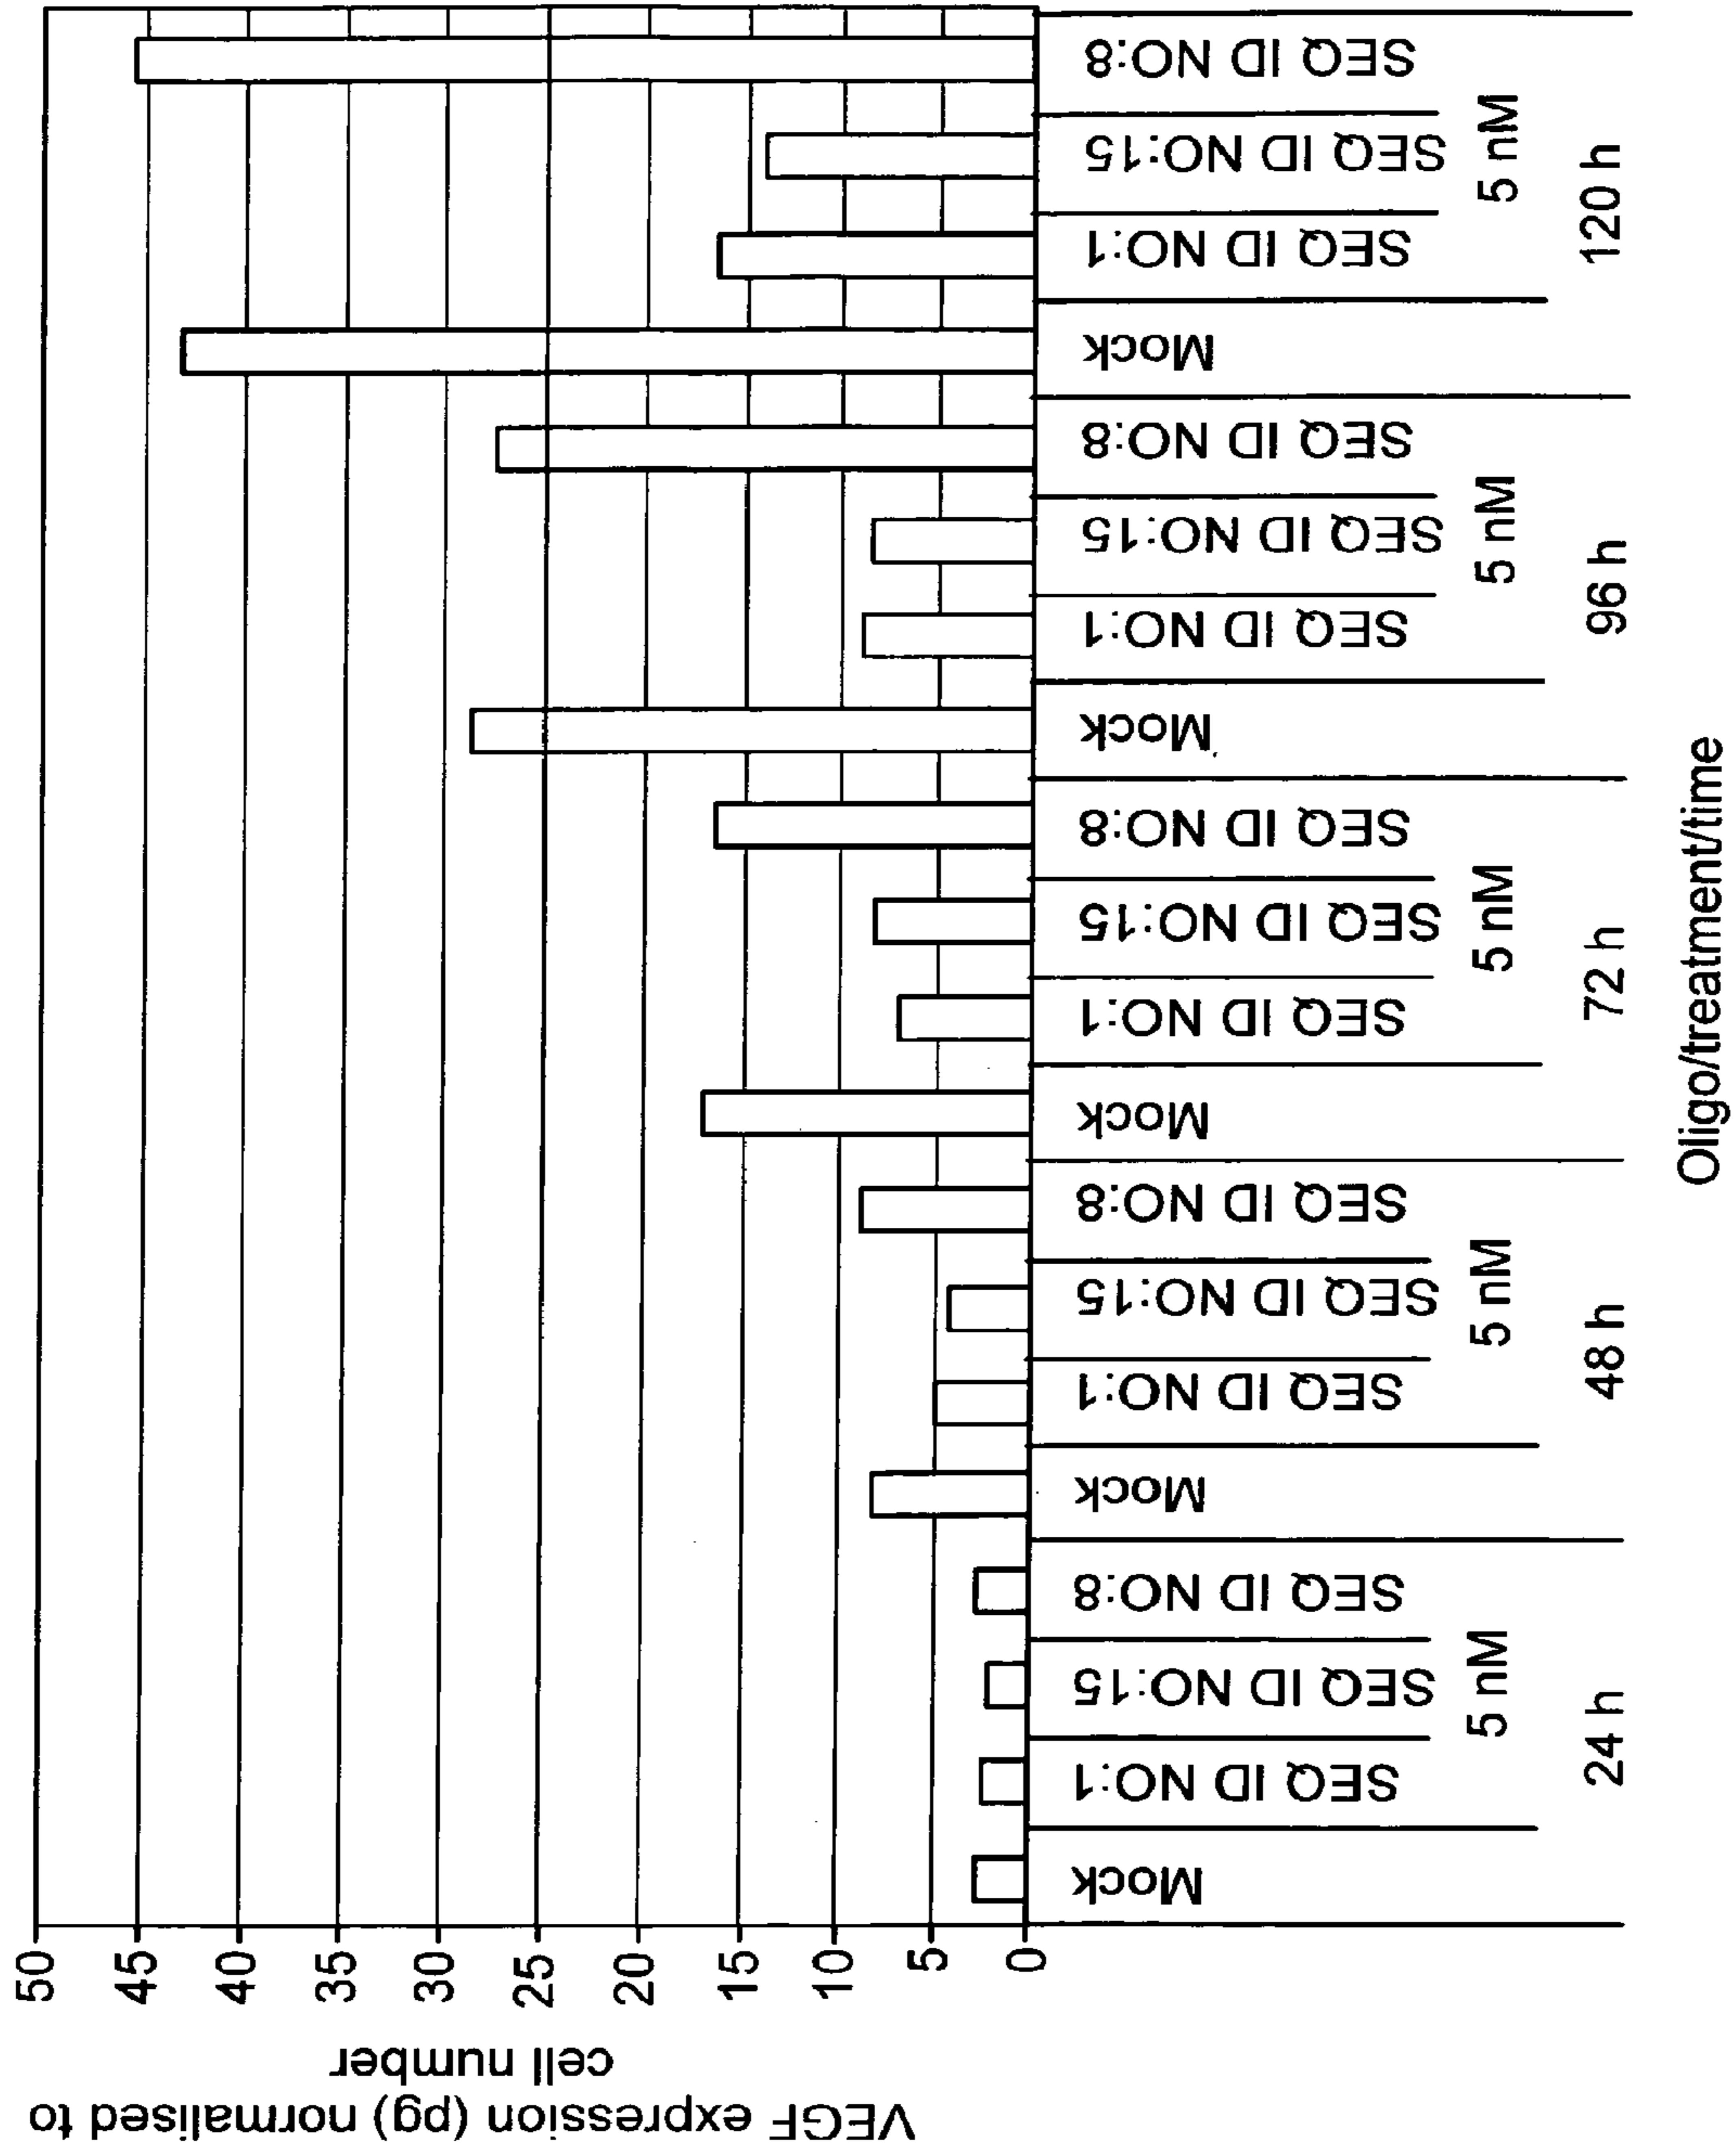 VEGF expression (pg) normalised to
cell number
50
45
40
35
30
25
20
15
10
5
0
Mock
SEQ ID NO:1
SEQ ID NO:15
SEQ ID NO:8
Mock
SEQ ID NO:1
SEQ ID NO:15
SEQ ID NO:8
Mock
SEQ ID NO:1
SEQ ID NO:15
SEQ ID NO:8
Mock
SEQ ID NO:1
SEQ ID NO:15
SEQ ID NO:8
Mock
SEQ ID NO:1
SEQ ID NO:15
SEQ ID NO:8
5 nM
5 nM
5 nM
5 nM
5 nM
24 h
48 h
72 h
96 h
120 h
Oligo/treatment/time